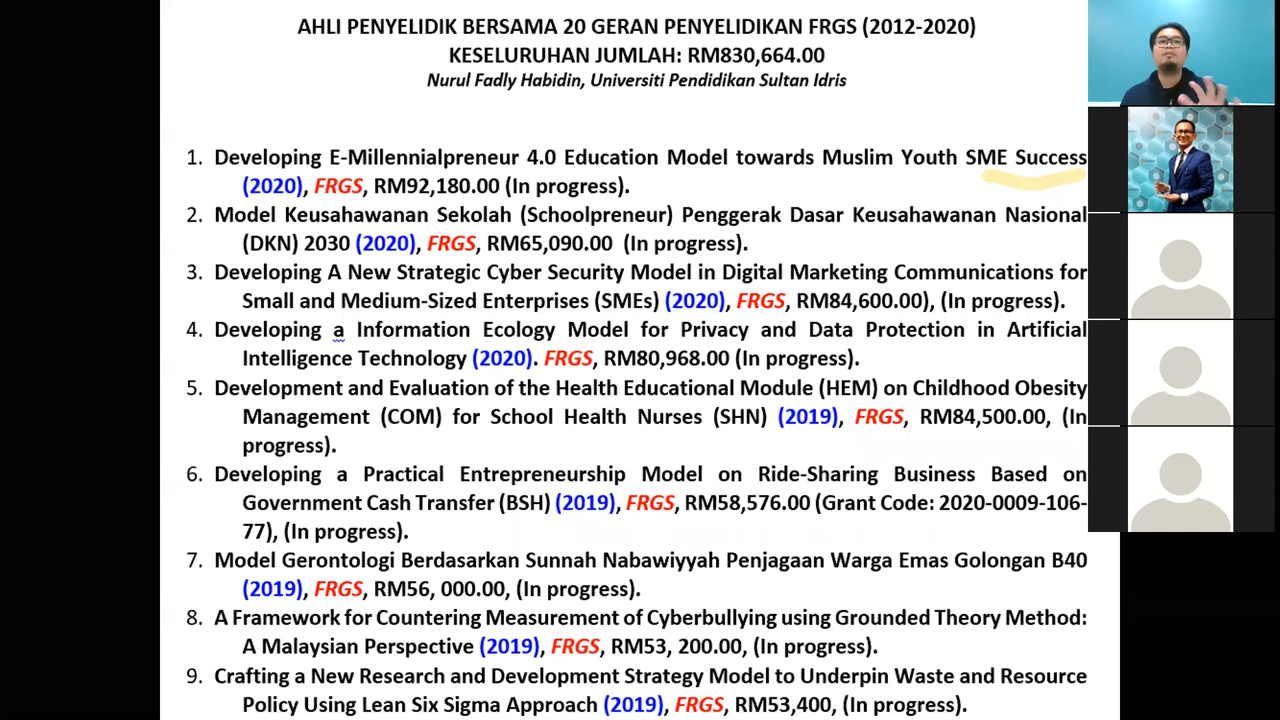 AHLI PENYELIDIK BERSAMA 20 GERAN PENYELIDIKAN FRGS (2012-2020)
KESELURUHAN JUMLAH: RM830,664.00
Nurul Fadly Habidin, Universiti Pendidikan Sultan Idris
1. Developing E-Millennialpreneur 4.0 Education Model towards Muslim Youth SME Success
(2020), FRGS, RM92,180.00 (In progress).
2. Model Keusahawanan Sekolah (Schoolpreneur) Penggerak Dasar Keusahawanan Nasional
(DKN) 2030 (2020), FRGS, RM65,090.00 (In progress).
3. Developing A New Strategic Cyber Security Model in Digital Marketing Communications for
Small and Medium-Sized Enterprises (SMEs) (2020), FRGS, RM84,600.00), (In progress).
4. Developing a Information Ecology Model for Privacy and Data Protection in Artificial
Intelligence Technology (2020). FRGS, RM80,968.00 (In progress).
5. Development and Evaluation of the Health Educational Module (HEM) on Childhood Obesity
Management (COM) for School Health Nurses (SHN) (2019), FRGS, RM84,500.00, (In
progress).
6. Developing a Practical Entrepreneurship Model on Ride-Sharing Business Based on
Government Cash Transfer (BSH) (2019), FRGS, RM58,576.00 (Grant Code: 2020-0009-106-
77), (In progress).
7. Model Gerontologi Berdasarkan Sunnah Nabawiyyah Penjagaan Warga Emas Golongan B40
(2019), FRGS, RM56, 000.00, (In progress).
8. A Framework for Countering Measurement of Cyberbullying using Grounded Theory Method:
A Malaysian Perspective (2019), FRGS, RM53, 200.00, (In progress).
9. Crafting a New Research and Development Strategy Model to Underpin Waste and Resource
Policy Using Lean Six Sigma Approach (2019), FRGS, RM53,400, (In progress).